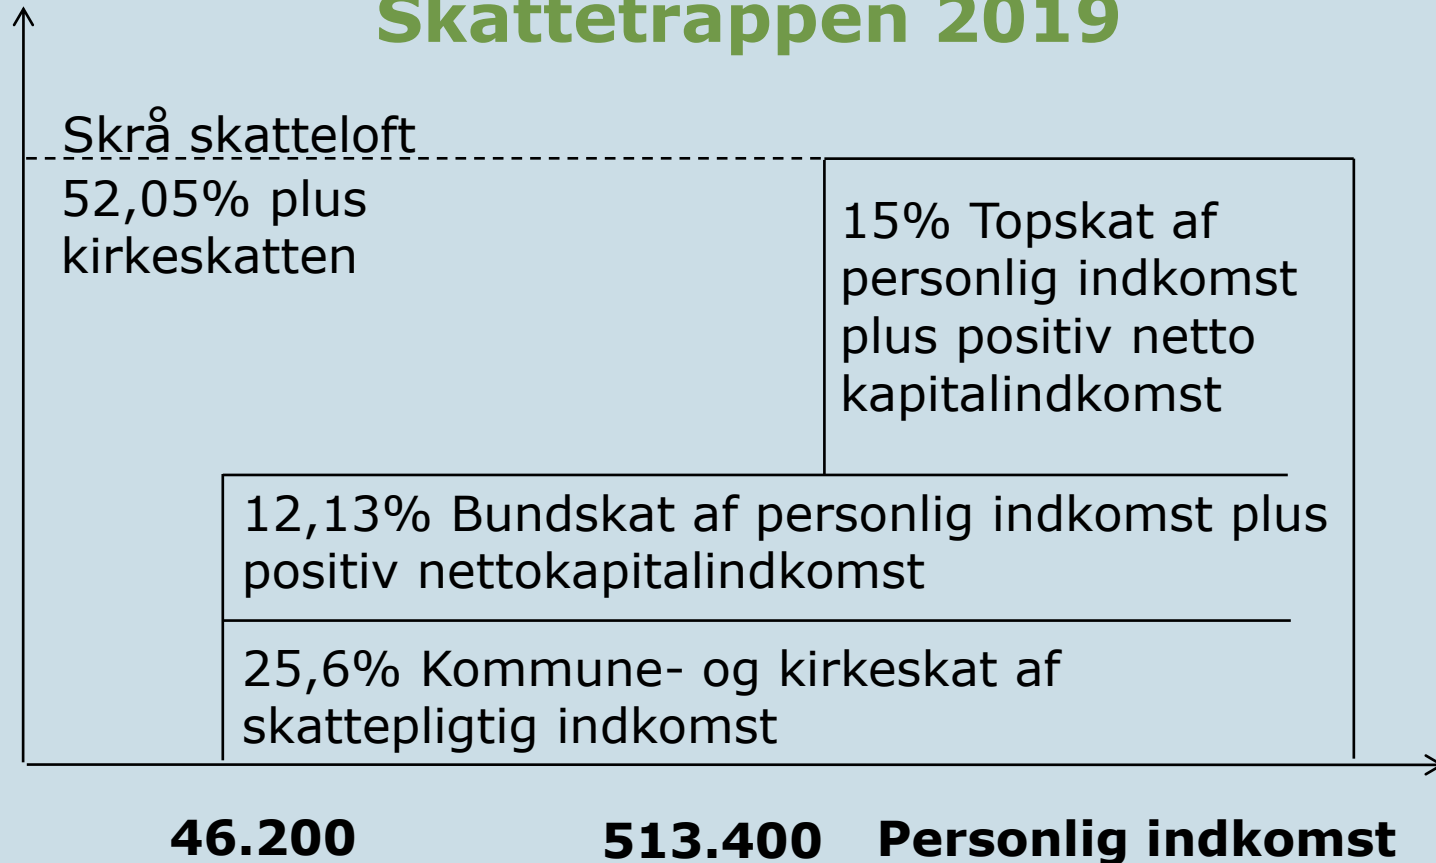 Skattetrappen 2019
Skrå skatteloft
52,05% plus
kirkeskatten
15% Topskat af
personlig indkomst
plus positiv netto
kapitalindkomst
12,13% Bundskat af personlig indkomst plus
positiv nettokapitalindkomst
25,6% Kommune- og kirkeskat af
skattepligtig indkomst
46.200
513.400
Personlig indkomst